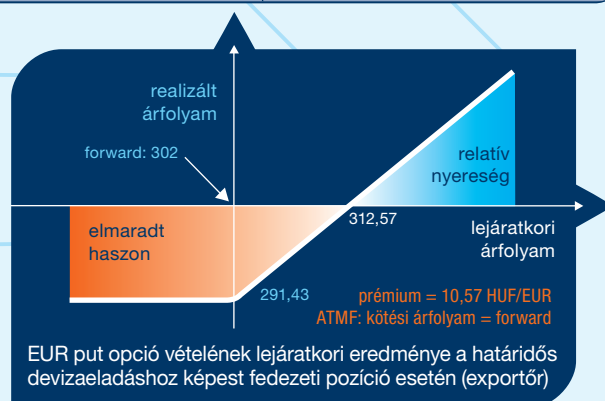 realizált
árfolyam
forward: 302
relatív
nyereség
elmaradt
haszon
312,57
lejáratkori
árfolyam
291,43
prémium = 10,57 HUF/EUR
ATMF: kötési árfolyam = forward
EUR put opció vételének lejáratkori eredménye a határidős
devizaeladáshoz képest fedezeti pozíció esetén (exportőr)